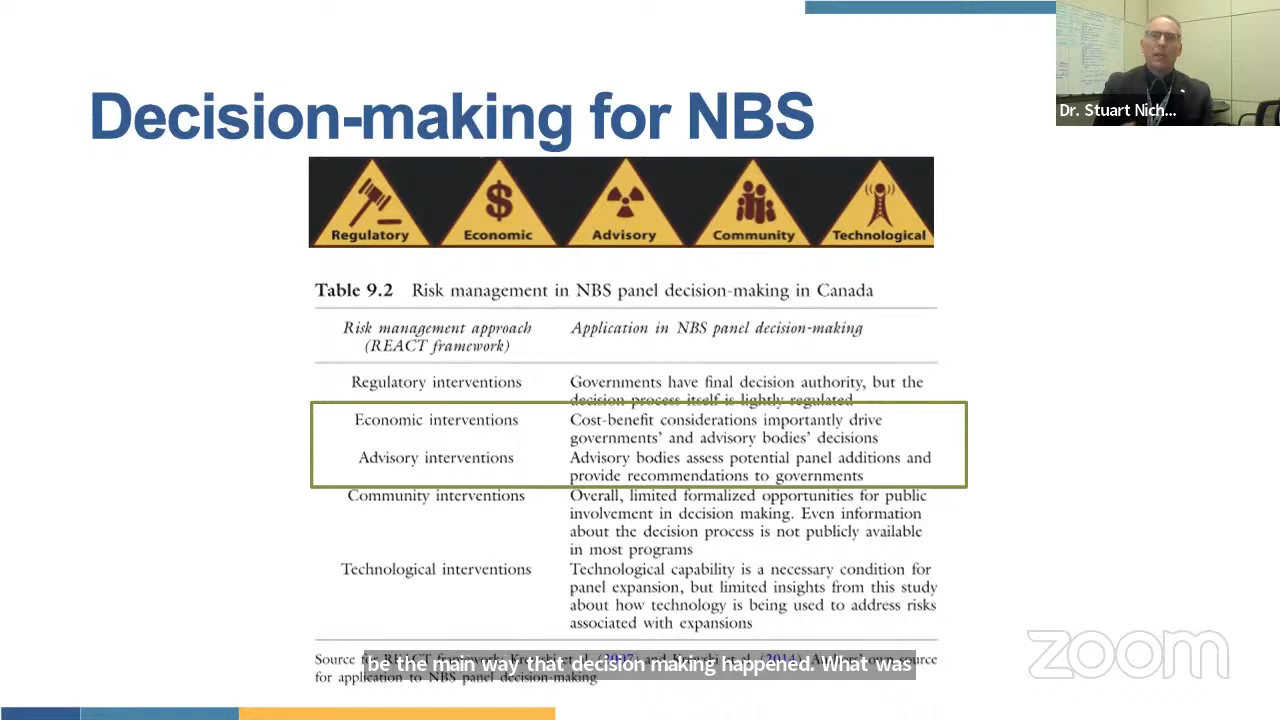 Dr. Stuart Nich...
Decision-making for NBS
Regulatory
Economic
Advisory
Community
Technological
Table 9.2 Risk management in NBS panel decision-making in Canada
Risk management approach
(REACT framework)
Application in NBS panel decision-making
Regulatory interventions
Governments have final decision authority, but the
decision process itself is lightly regulated
Economic interventions
Cost-benefit considerations importantly drive
governments' and advisory bodies' decisions
Advisory interventions
Advisory bodies assess potential panel additions and
provide recommendations to governments
Community interventions
Overall, limited formalized opportunities for public
involvement in decision making. Even information
about the decision process is not publicly available
in most programs
Technological interventions
Technological capability is a necessary condition for
panel expansion, but limited insights from this study
about how technology is being used to address risks
associated with expansions
Source own source
be the main way that decision making happened. What was
for application to NBS panel decision-making
zoom